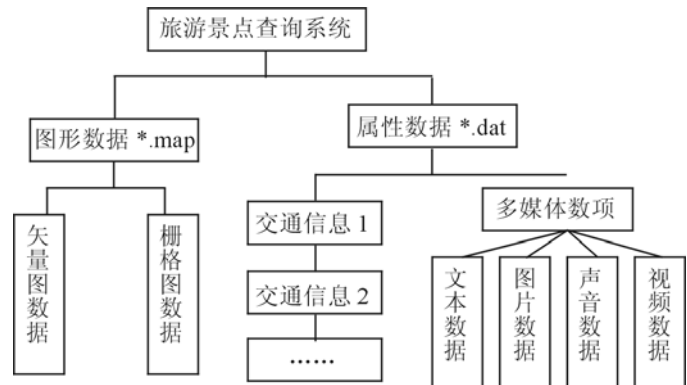 旅游景点查询系统
图形数据 *.map
属性数据 *.dat
矢量图数据
栅格图数据
交通信息 1
交通信息 2
……
多媒体数项
文本数据
图片数据
声音数据
视频数据